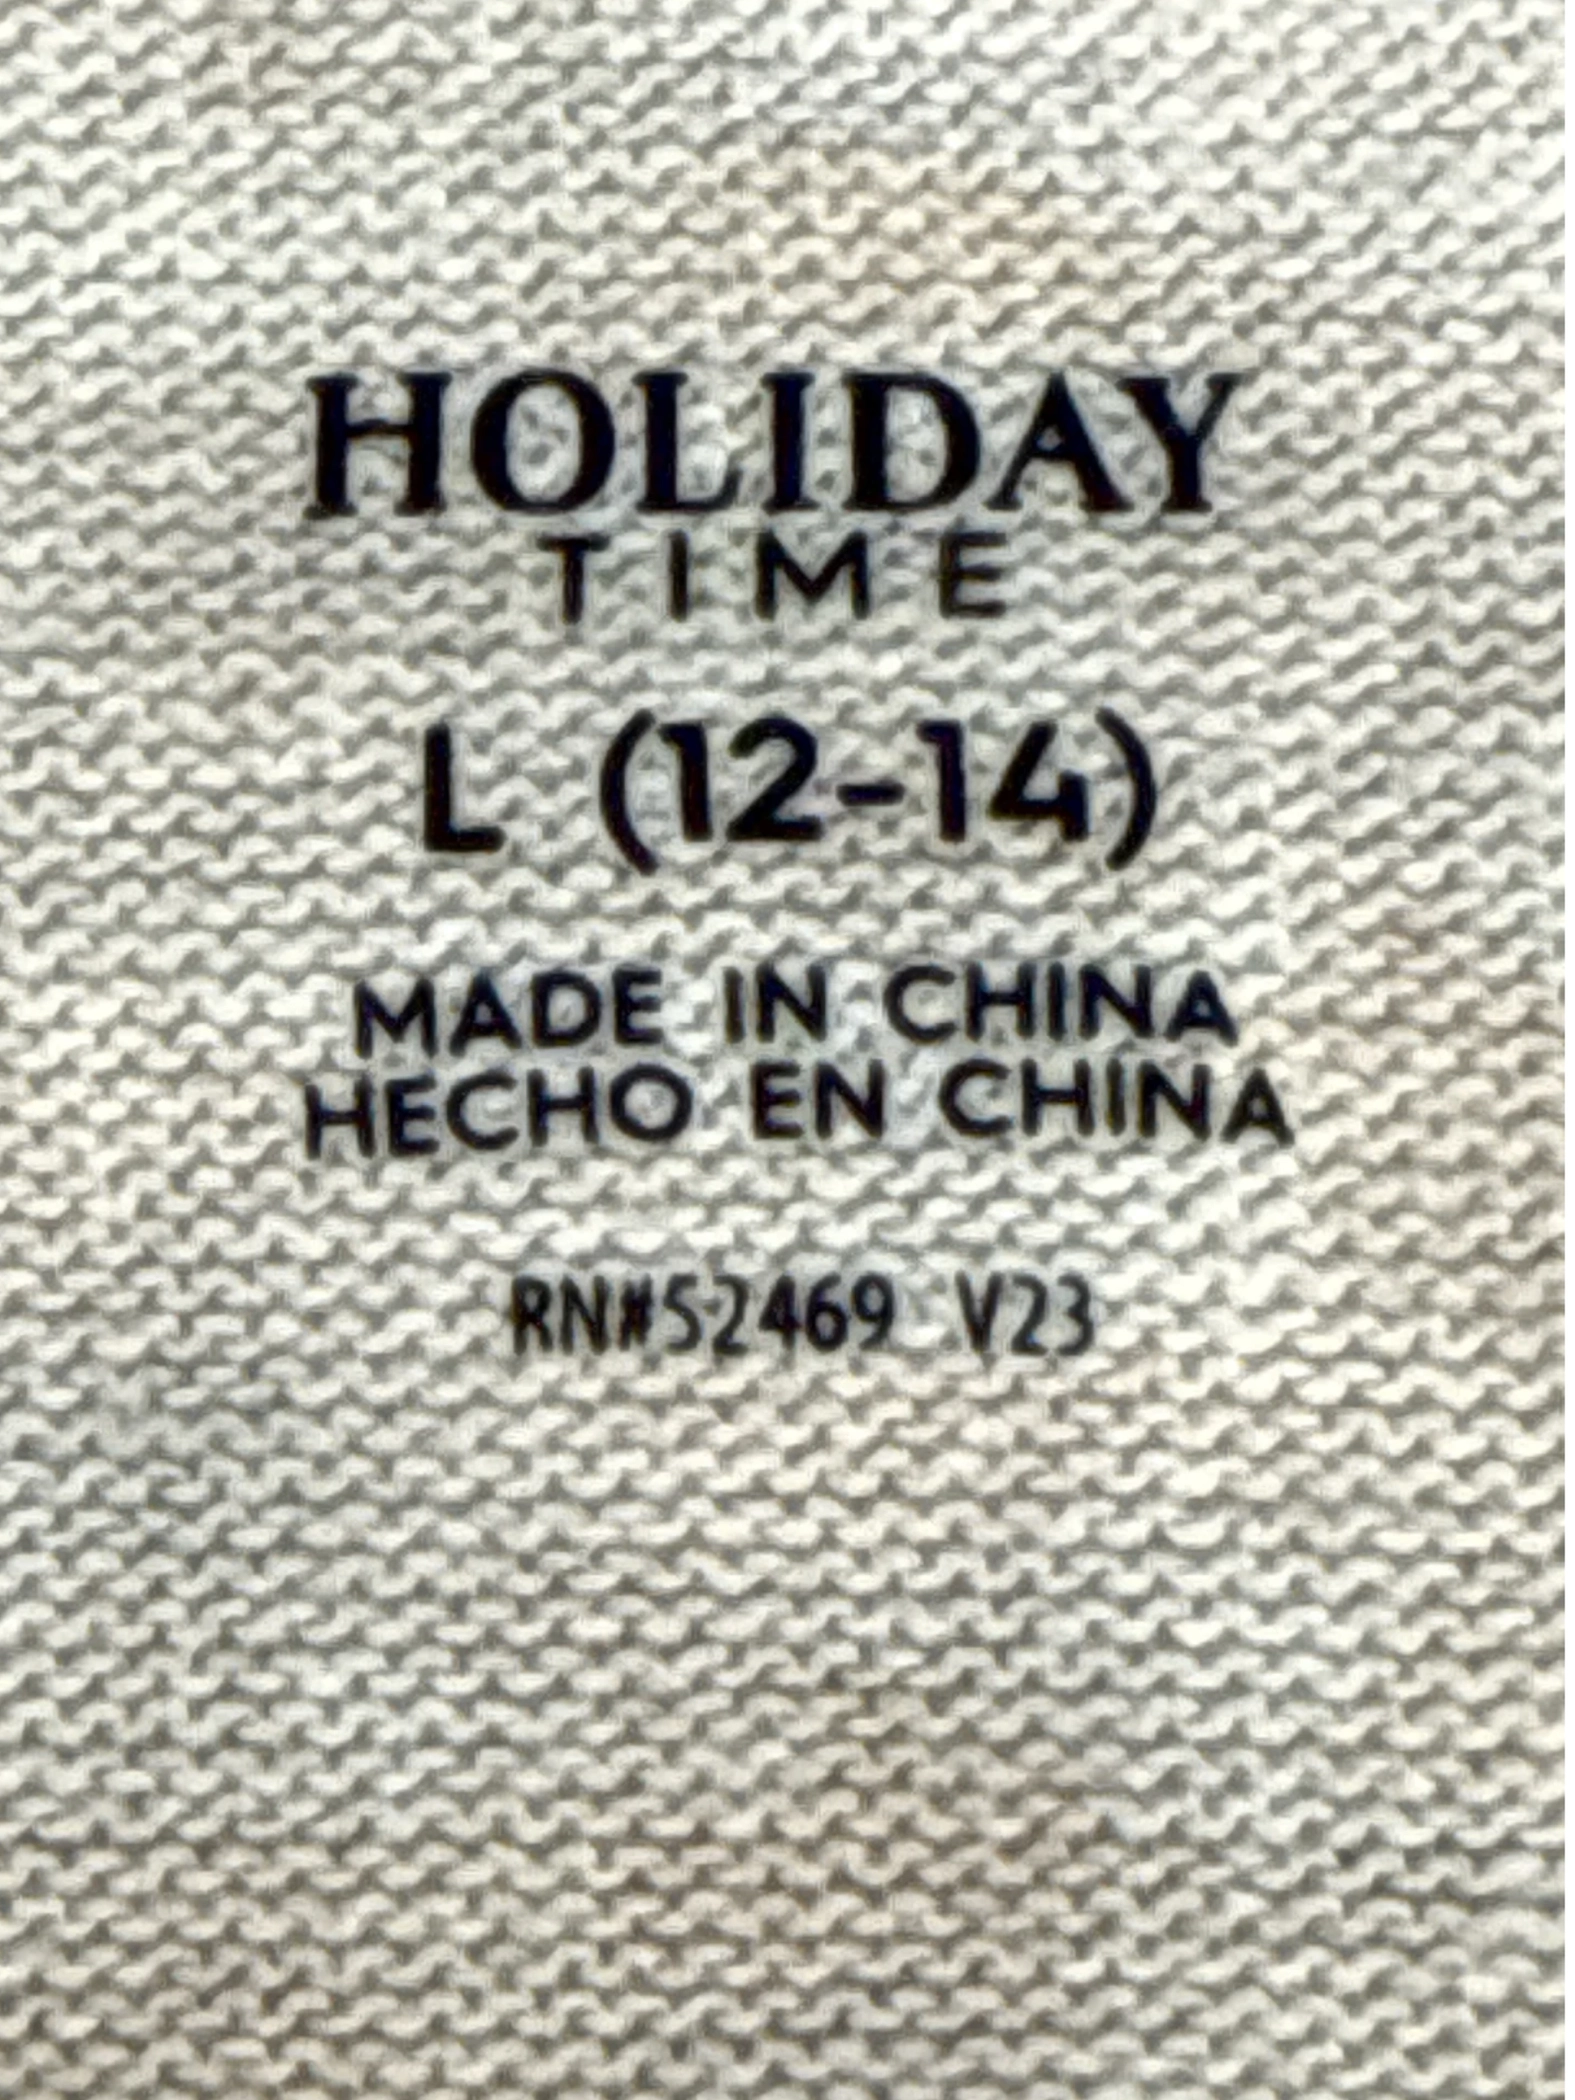 HOLIDAY
TIME
L (12-14)
MADE IN CHINA
HECHO EN CHINA
RN#52469 V23